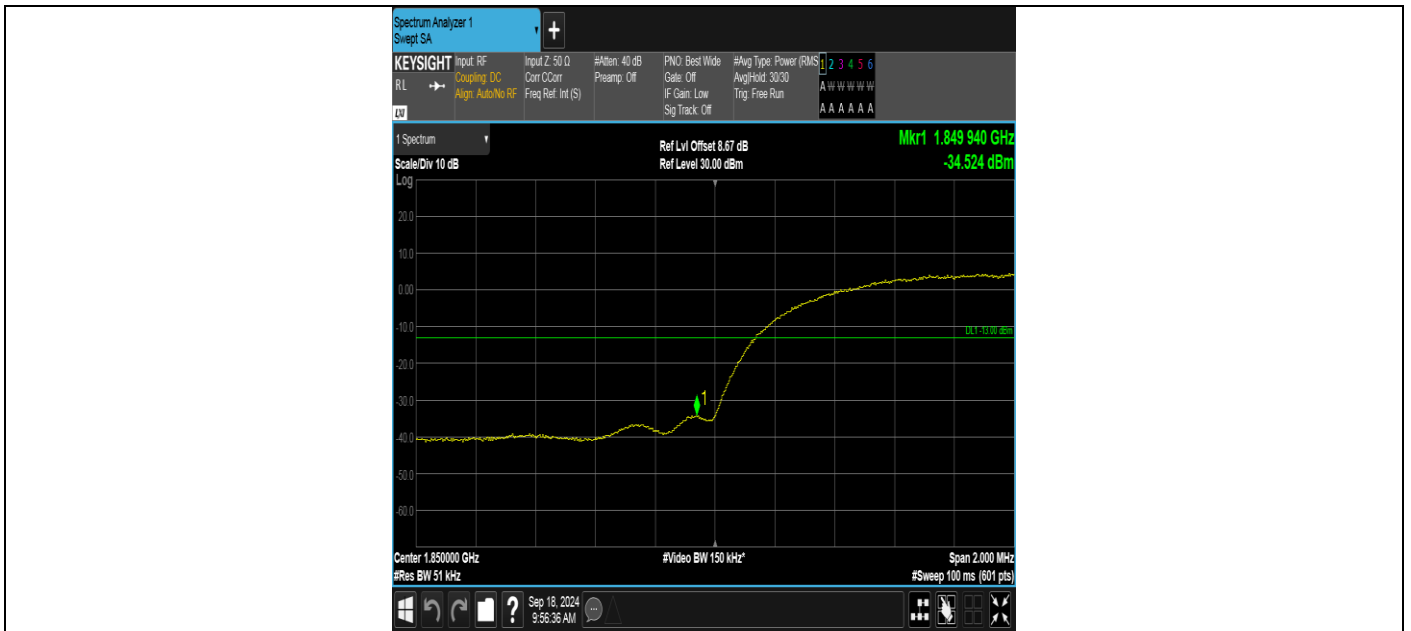 Spectrum Analyzer 1
Swept SA
+
KEYSIGHT
RL
LXI
Input: RF
Coupling: DC
Align: Auto/No RF
Input Z: 50 Ω
Corr CCorr
Freq Ref: Int (S)
#Atten: 40 dB
Preamp: Off
PNO: Best Wide
Gate: Off
IF Gain: Low
Sig Track: Off
#Avg Type: Power (RMS
Avg|Hold: 30/30
Trig: Free Run
1 2 3 4 5 6
A W W W W W
A A A A A A
1 Spectrum
Scale/Div 10 dB
Ref Lvl Offset 8.67 dB
Ref Level 30.00 dBm
Mkr1 1.849 940 GHz
-34.524 dBm
Log
20.0
10.0
0.00
-10.0
DL1 -13.00 dBm
-20.0
-30.0
1
-40.0
-50.0
-60.0
Center 1.850000 GHz
#Video BW 150 kHz*
Span 2.000 MHz
#Res BW 51 kHz
#Sweep 100 ms (601 pts)
?
Sep 18, 2024
9:56:36 AM